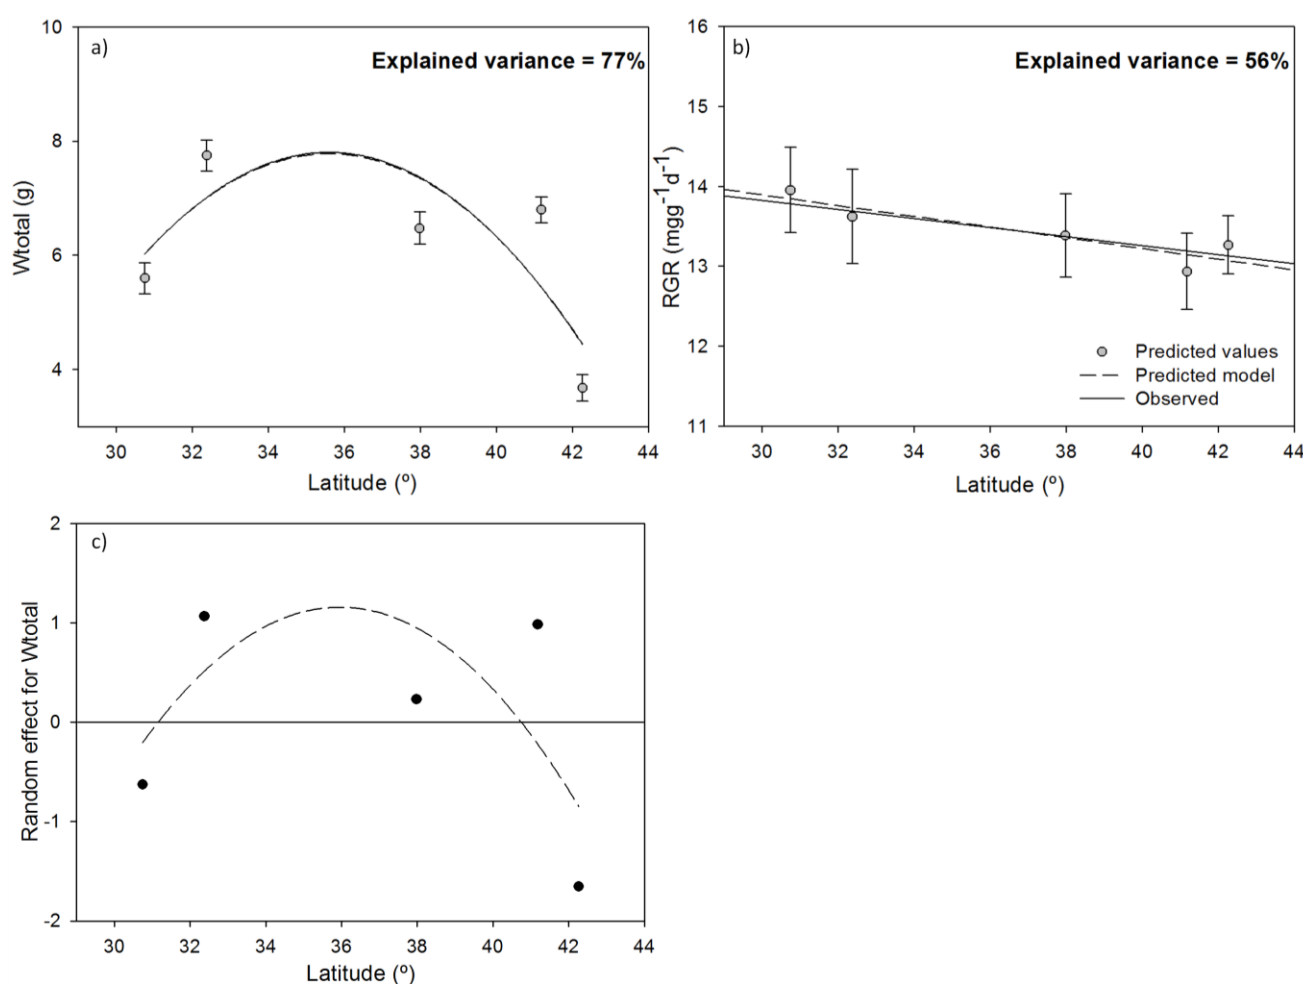 a)
Explained variance = 77%
10
8
6
4
Wtotal (g)
30 32 34 36 38 40 42 44
Latitude (º)
b)
Explained variance = 56%
16
15
14
13
12
11
RGR (mgg-1d-1)
Predicted values
Predicted model
Observed
30 32 34 36 38 40 42 44
Latitude (º)
c)
2
1
0
-1
-2
Random effect for Wtotal
30 32 34 36 38 40 42 44
Latitude (º)